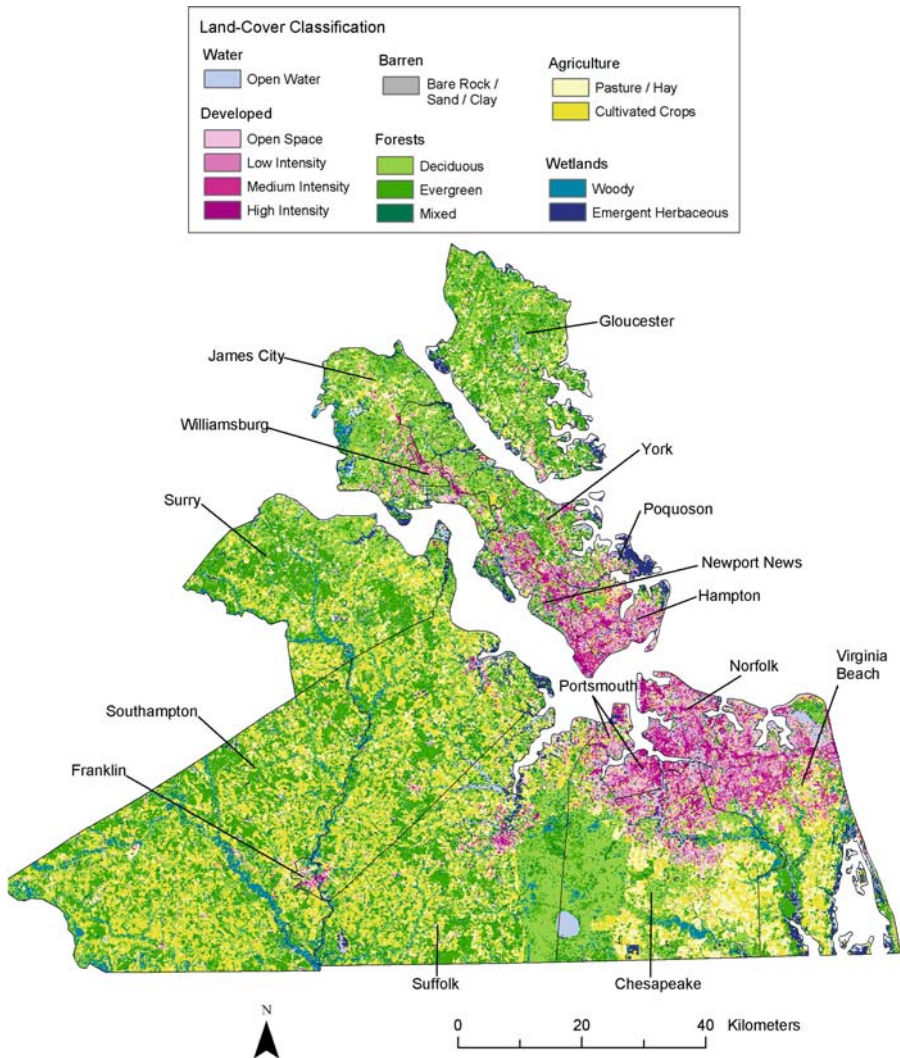 Land-Cover Classification
Water
Open Water
Developed
Open Space
Low Intensity
Medium Intensity
High Intensity
Barren
Bare Rock /
Sand / Clay
Forests
Deciduous
Evergreen
Mixed
Agriculture
Pasture / Hay
Cultivated Crops
Wetlands
Woody
Emergent Herbaceous
Gloucester
James City
Williamsburg
York
Surry
Poquoson
Newport News
Hampton
Norfolk
Virginia
Beach
Portsmouth
Southampton
Franklin
Suffolk
Chesapeake
N
0 20 40 Kilometers